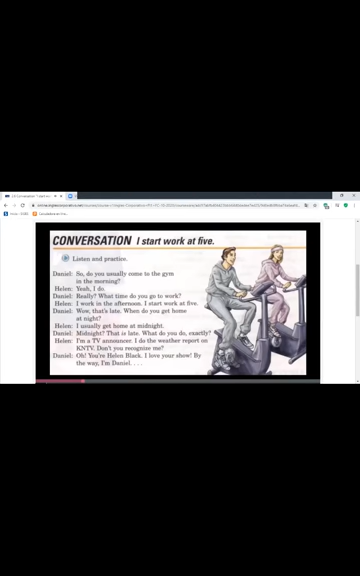 CONVERSATION I start work at five.
Listen and practice.
Daniel: So, do you usually come to the gym
in the morning?
Helen: Yeah, I do.
Daniel: Really? What time do you go to work?
Helen: I work in the afternoon. I start work at five.
Daniel: Wow, that's late. When do you get home
at night?
Helen: I usually get home at midnight.
Daniel: Midnight? That is late. What do you do, exactly?
Helen: I'm a TV announcer. I do the weather report on
KNTV. Don't you recognize me?
Daniel: Oh! You're Helen Black. I love your show! By
the way, I'm Daniel. . . .